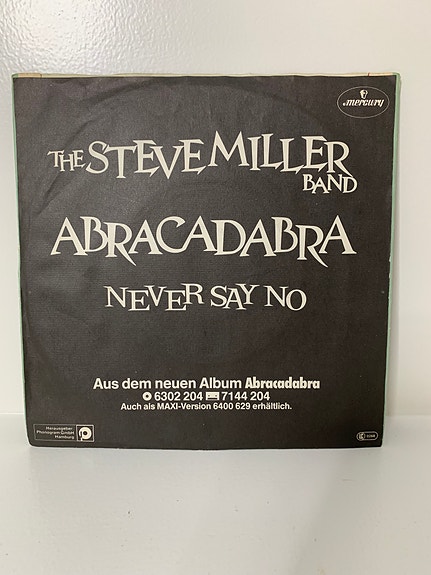 mercury
THE STEVE MILLER
BAND
ABRACADABRA
NEVER SAY NO
Aus dem neuen Album Abracadabra
6302 204 7144 204
Auch als MAXI-Version 6400 629 erhältlich.
Herausgeber:
Phonogram GmbH
Hamburg